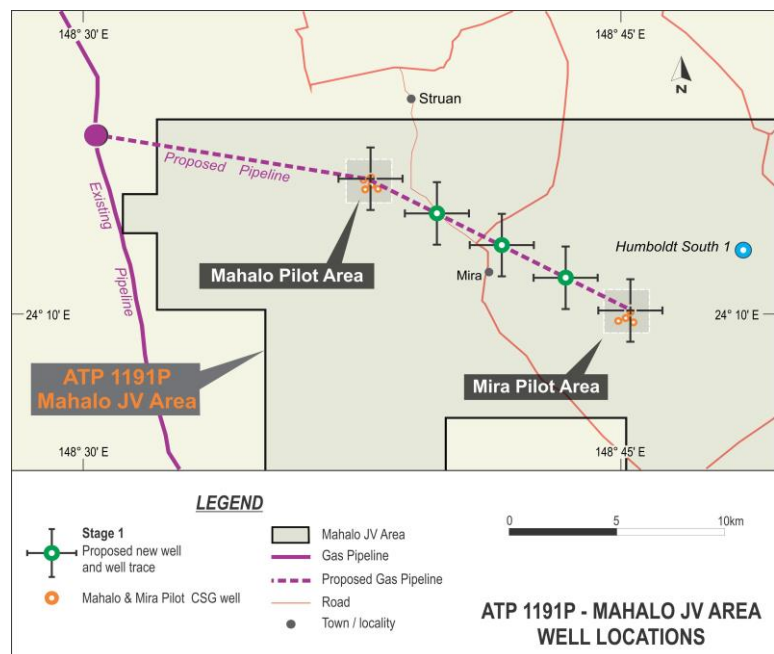 148° 30' E
148° 45' E
Struan
N
Proposed Pipeline
Existing
Pipeline
Mahalo Pilot Area
Humboldt South 1
Mira
24° 10' E
24° 10' E
ATP 1191P
Mahalo JV Area
Mira Pilot Area
148° 30' E
148° 45' E
LEGEND
Stage 1
Proposed new well
and well trace
Mahalo & Mira Pilot CSG well
Mahalo JV Area
Gas Pipeline
Proposed Gas Pipeline
Road
Town / locality
0 5 10km
ATP 1191P - MAHALO JV AREA
WELL LOCATIONS